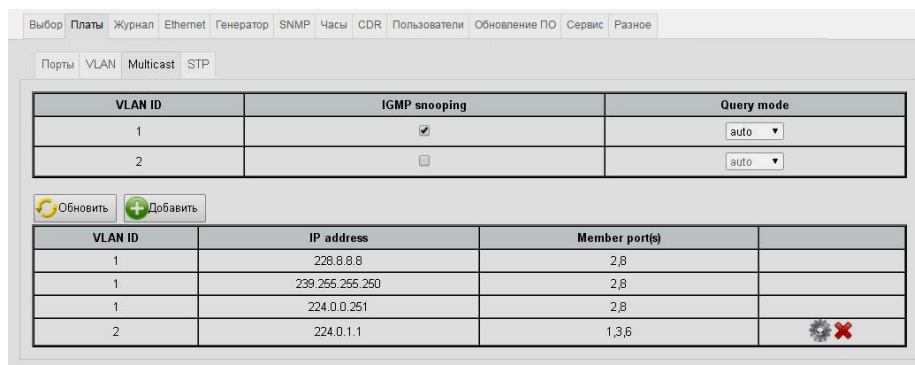 Выбор Платы Журнал Ethernet Генератор SNMP Часы CDR Пользователи Обновление ПО Сервис Разное
Порты VLAN Multicast STP
VLAN ID IGMP snooping Query mode
1 auto
2 auto
Обновить Добавить
VLAN ID IP address Member port(s)
1 228.8.8.8 2,8
1 239.255.255.250 2,8
1 224.0.0.251 2,8
2 224.0.1.1 1,3,6